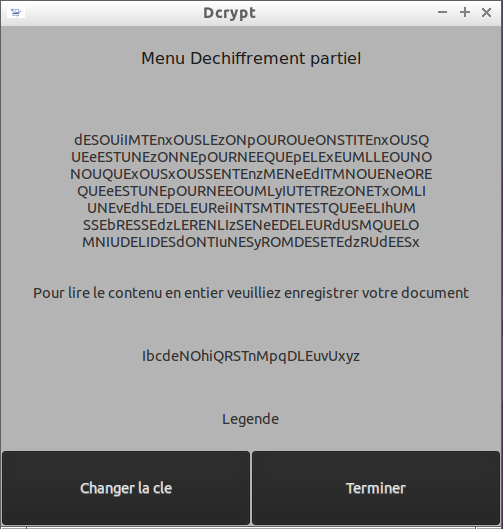 Dcrypt
Menu Dechiffrement partiel
dESOUiIMTEnxOUSLEzONpOUROUeONSTITEnxOUSQ
UEeESTUNEzONNEpOURNEEQUEpELExEUMLLEOUNO
NOUQUExOUSxOUSSENTEnzMENeEdITMNOUENeORE
QUEeESTUNEpOURNEEOUMLyIUTETREzONETxOMLI
UNEvEdhLEDELEUReiINTSMTINTESTQUEeELIhUM
SSEbRESSEdzLERENLIzSENeEDELEURdUSMQUELO
MNIUDELIDESdONTIuNESyROMDESETEdzRUdEESx
Pour lire le contenu en entier veuilliez enregistrer votre document
IbcdeNOhiQRSTnMpqDLEuvUxyz
Legende
Changer la cle
Terminer